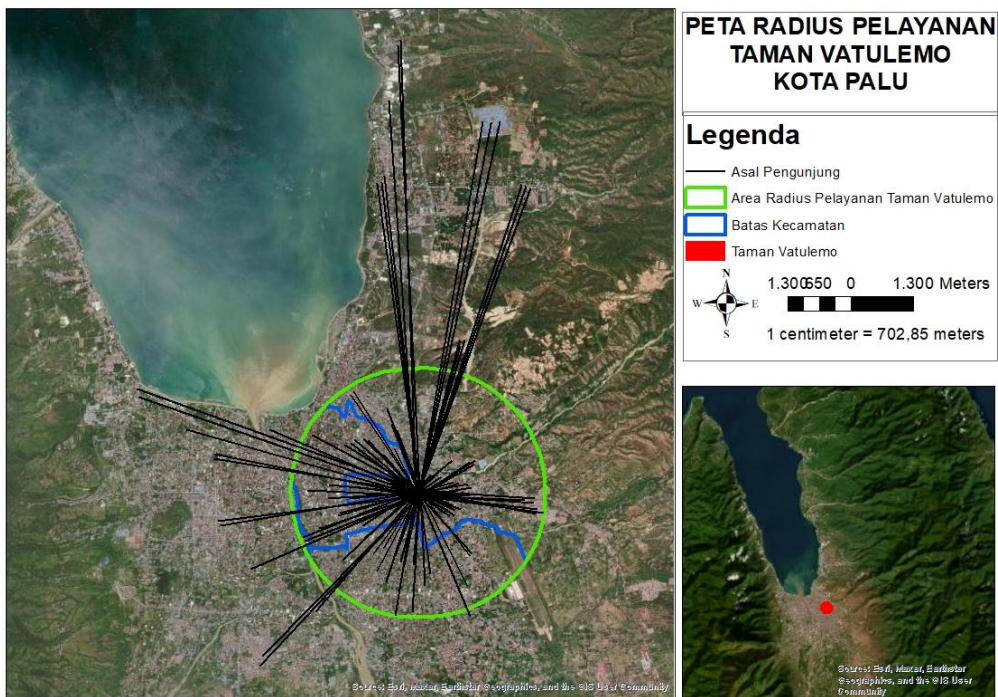 PETA RADIUS PELAYANAN
TAMAN VATULEMO
KOTA PALU
Legenda
Asal Pengunjung
Area Radius Pelayanan Taman Vatulemo
Batas Kecamatan
Taman Vatulemo
N
W E
S
1.300650 0 1.300 Meters
1 centimeter = 702,85 meters
Source: Esri, Maxar, Earthstar Geographics, and the GIS User Community
Source: Esri, Maxar, Earthstar
Geographics, and the GIS User
Community